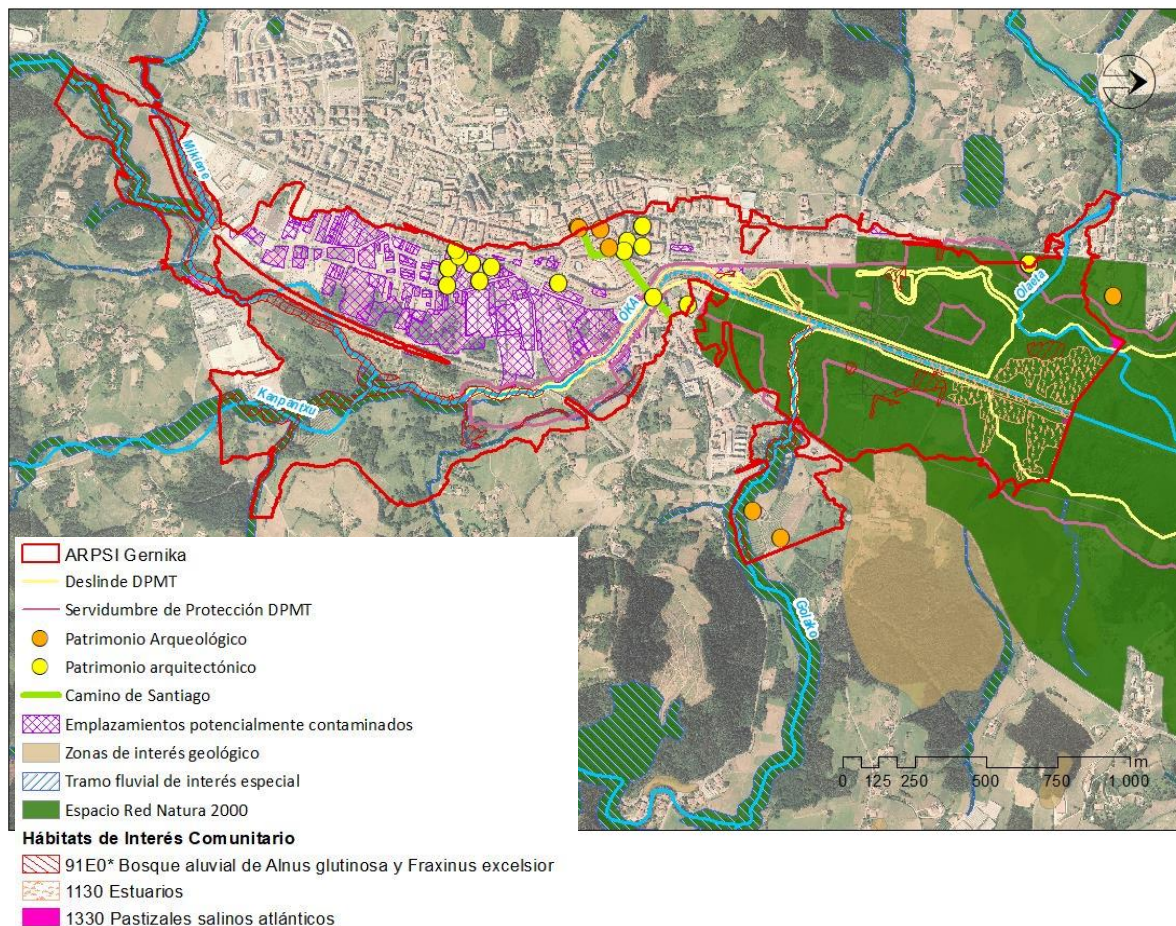 Mikiene
OKA
Olaeta
Kanpantxu
Golako
m
0 125 250 500 750 1.000
ARPSI Gernika
Deslinde DPMT
Servidumbre de Protección DPMT
Patrimonio Arqueológico
Patrimonio arquitectónico
Camino de Santiago
Emplazamientos potencialmente contaminados
Zonas de interés geológico
Tramo fluvial de interés especial
Espacio Red Natura 2000
Hábitats de Interés Comunitario
91E0* Bosque aluvial de Alnus glutinosa y Fraxinus excelsior
1130 Estuarios
1330 Pastizales salinos atlánticos